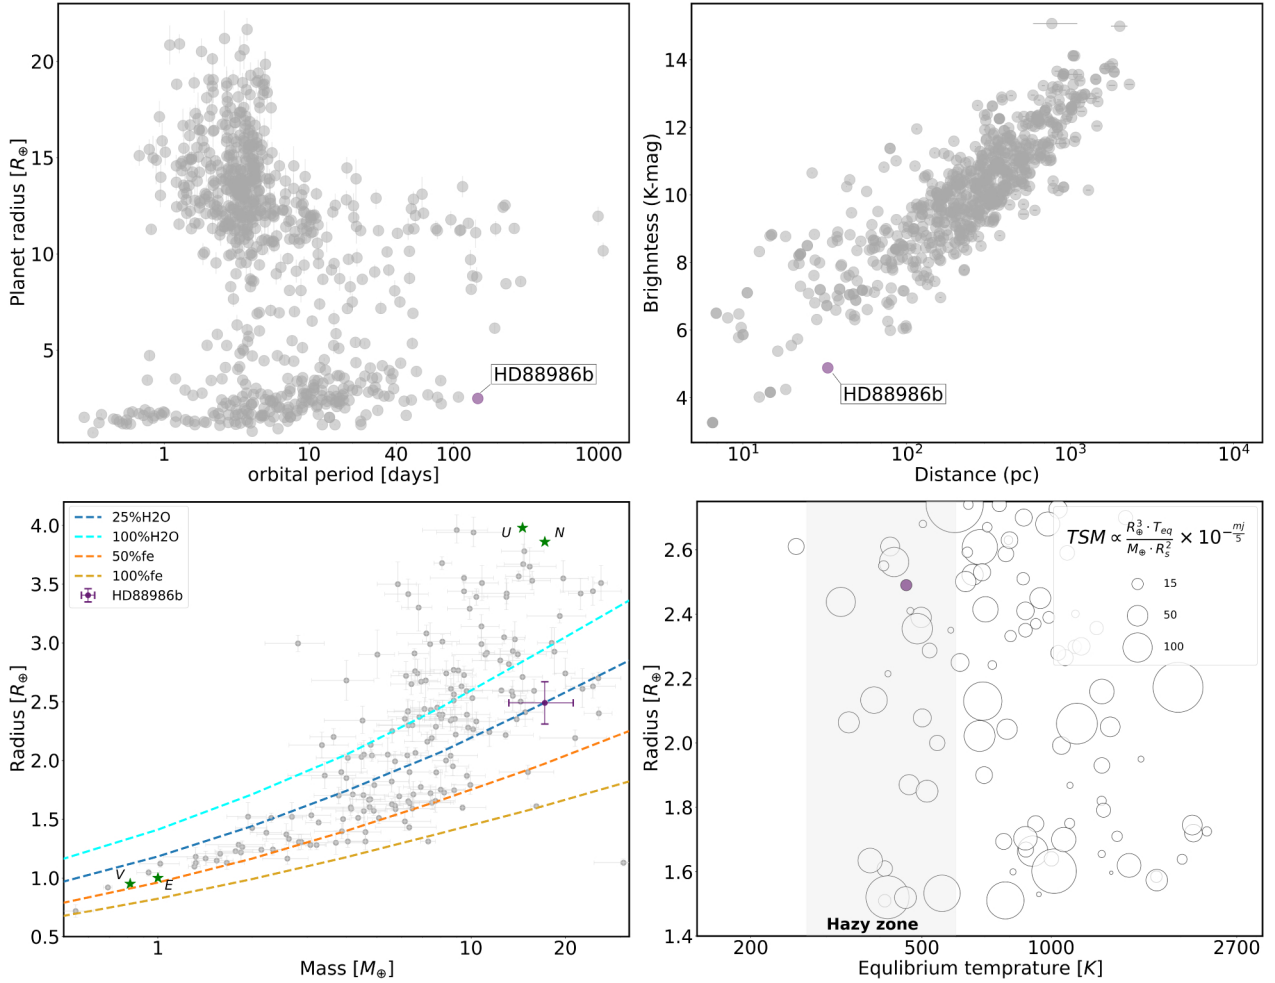 20
15
10
5
Planet radius [R⊕]
HD88986b
1
10
40
100
1000
orbital period [days]
14
12
10
8
6
4
Brighntess (K-mag)
HD88986b
10¹
10²
10³
10⁴
Distance (pc)
4.0
3.5
3.0
2.5
2.0
1.5
1.0
0.5
Radius [R⊕]
25%H2O
100%H2O
50%fe
100%fe
HD88986b
U
N
V
E
1
10
20
Mass [M⊕]
2.6
2.4
2.2
2.0
1.8
1.6
1.4
Radius [R⊕]
TSM ∝ R⊕³ · Teq / M⊕ · Rs² × 10^-mj/5
15
50
100
Hazy zone
200
500
1000
2700
Equlibrium temprature [K]